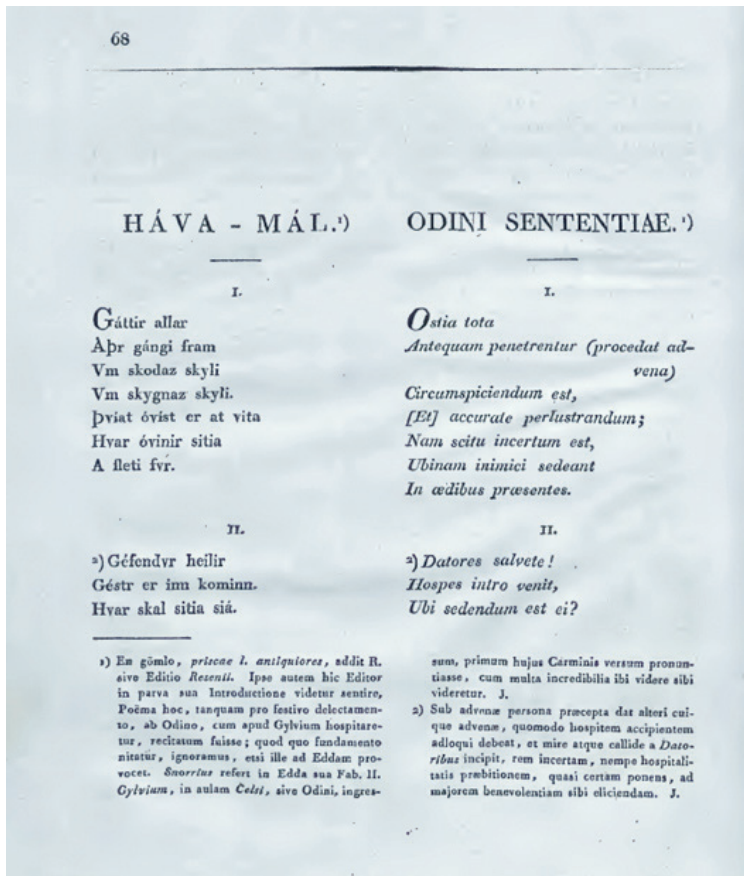 68
HÁVA - MÁL.¹)
I.
Gáttir allar
Aþr gángi fram
Vm skodaz skyli
Vm skygnaz skyli.
Þvíat óvíst er at vita
Hvar óvinir sitia
A fleti fvr.
II.
²) Géfendvr heilir
Géstr er inn kominn.
Hvar skal sitia siá.
ODINI SENTENTIAE.¹)
I.
Ostia tota
Antequam penetrentur (procedat ad-
vena)
Circumspiciendum est,
[Et] accurate perlustrandum;
Nam scitu incertum est,
Ubinam inimici sedeant
In ædibus præsentes.
II.
²) Datores salvete!
Hospes intro venit,
Ubi sedendum est ei?
1) En gömlo, priscae l. antiquiores, addit R.
sive Editio Resenii. Ipse autem hic Editor
in parva sua Introductione videtur sentire,
Poëma hoc, tanquam pro festivo delectamen-
to, ab Odino, cum apud Gylvium hospitare-
tur, recitatum fuisse; quod quo fundamento
nitatur, ignoramus, etsi ille ad Eddam pro-
vocet. Snorrius refert in Edda sua Fab. II.
Gylvium, in aulam Celsi, sive Odini, ingres-
sum, primum hujus Carminis versum pronun-
tiasse, cum multa incredibilia ibi videre sibi
videretur. J.
2) Sub advenæ persona præcepta dat alteri cui-
que advenæ, quomodo hospitem accipientem
adloqui debeat, et mire atque callide a Dato-
ribus incipit, rem incertam, nempe hospitali-
tatis præbitionem, quasi certam ponens, ad
majorem benevolentiam sibi eliciendam. J.